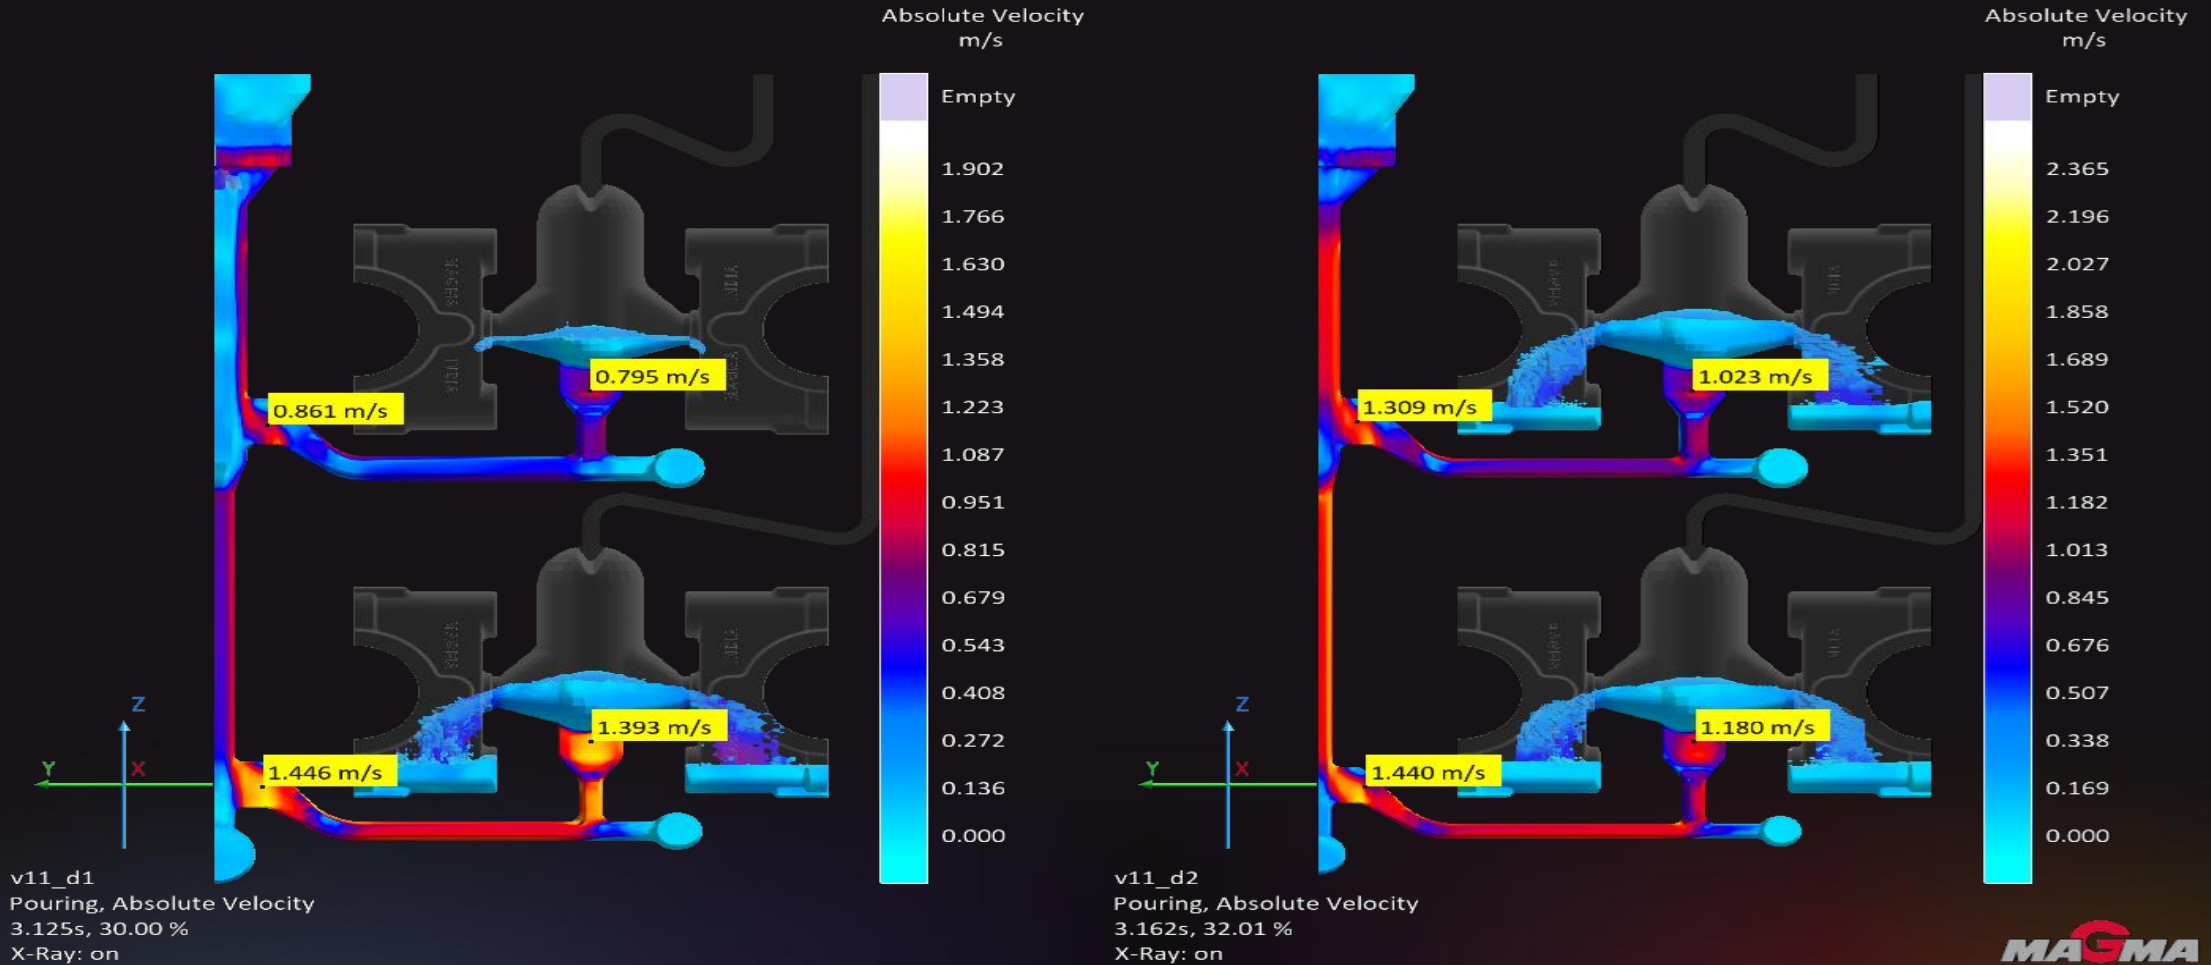 Absolute Velocity
m/s
Empty
1.902
1.766
1.630
1.494
1.358
1.223
1.087
0.951
0.815
0.679
0.543
0.408
0.272
0.136
0.000
0.795 m/s
0.861 m/s
1.393 m/s
1.446 m/s
Z
Y
X
v11_d1
Pouring, Absolute Velocity
3.125s, 30.00 %
X-Ray: on
Absolute Velocity
m/s
Empty
2.365
2.196
2.027
1.858
1.689
1.520
1.351
1.182
1.013
0.845
0.676
0.507
0.338
0.169
0.000
1.023 m/s
1.309 m/s
1.180 m/s
1.440 m/s
Z
Y
X
v11_d2
Pouring, Absolute Velocity
3.162s, 32.01 %
X-Ray: on
MAGMA